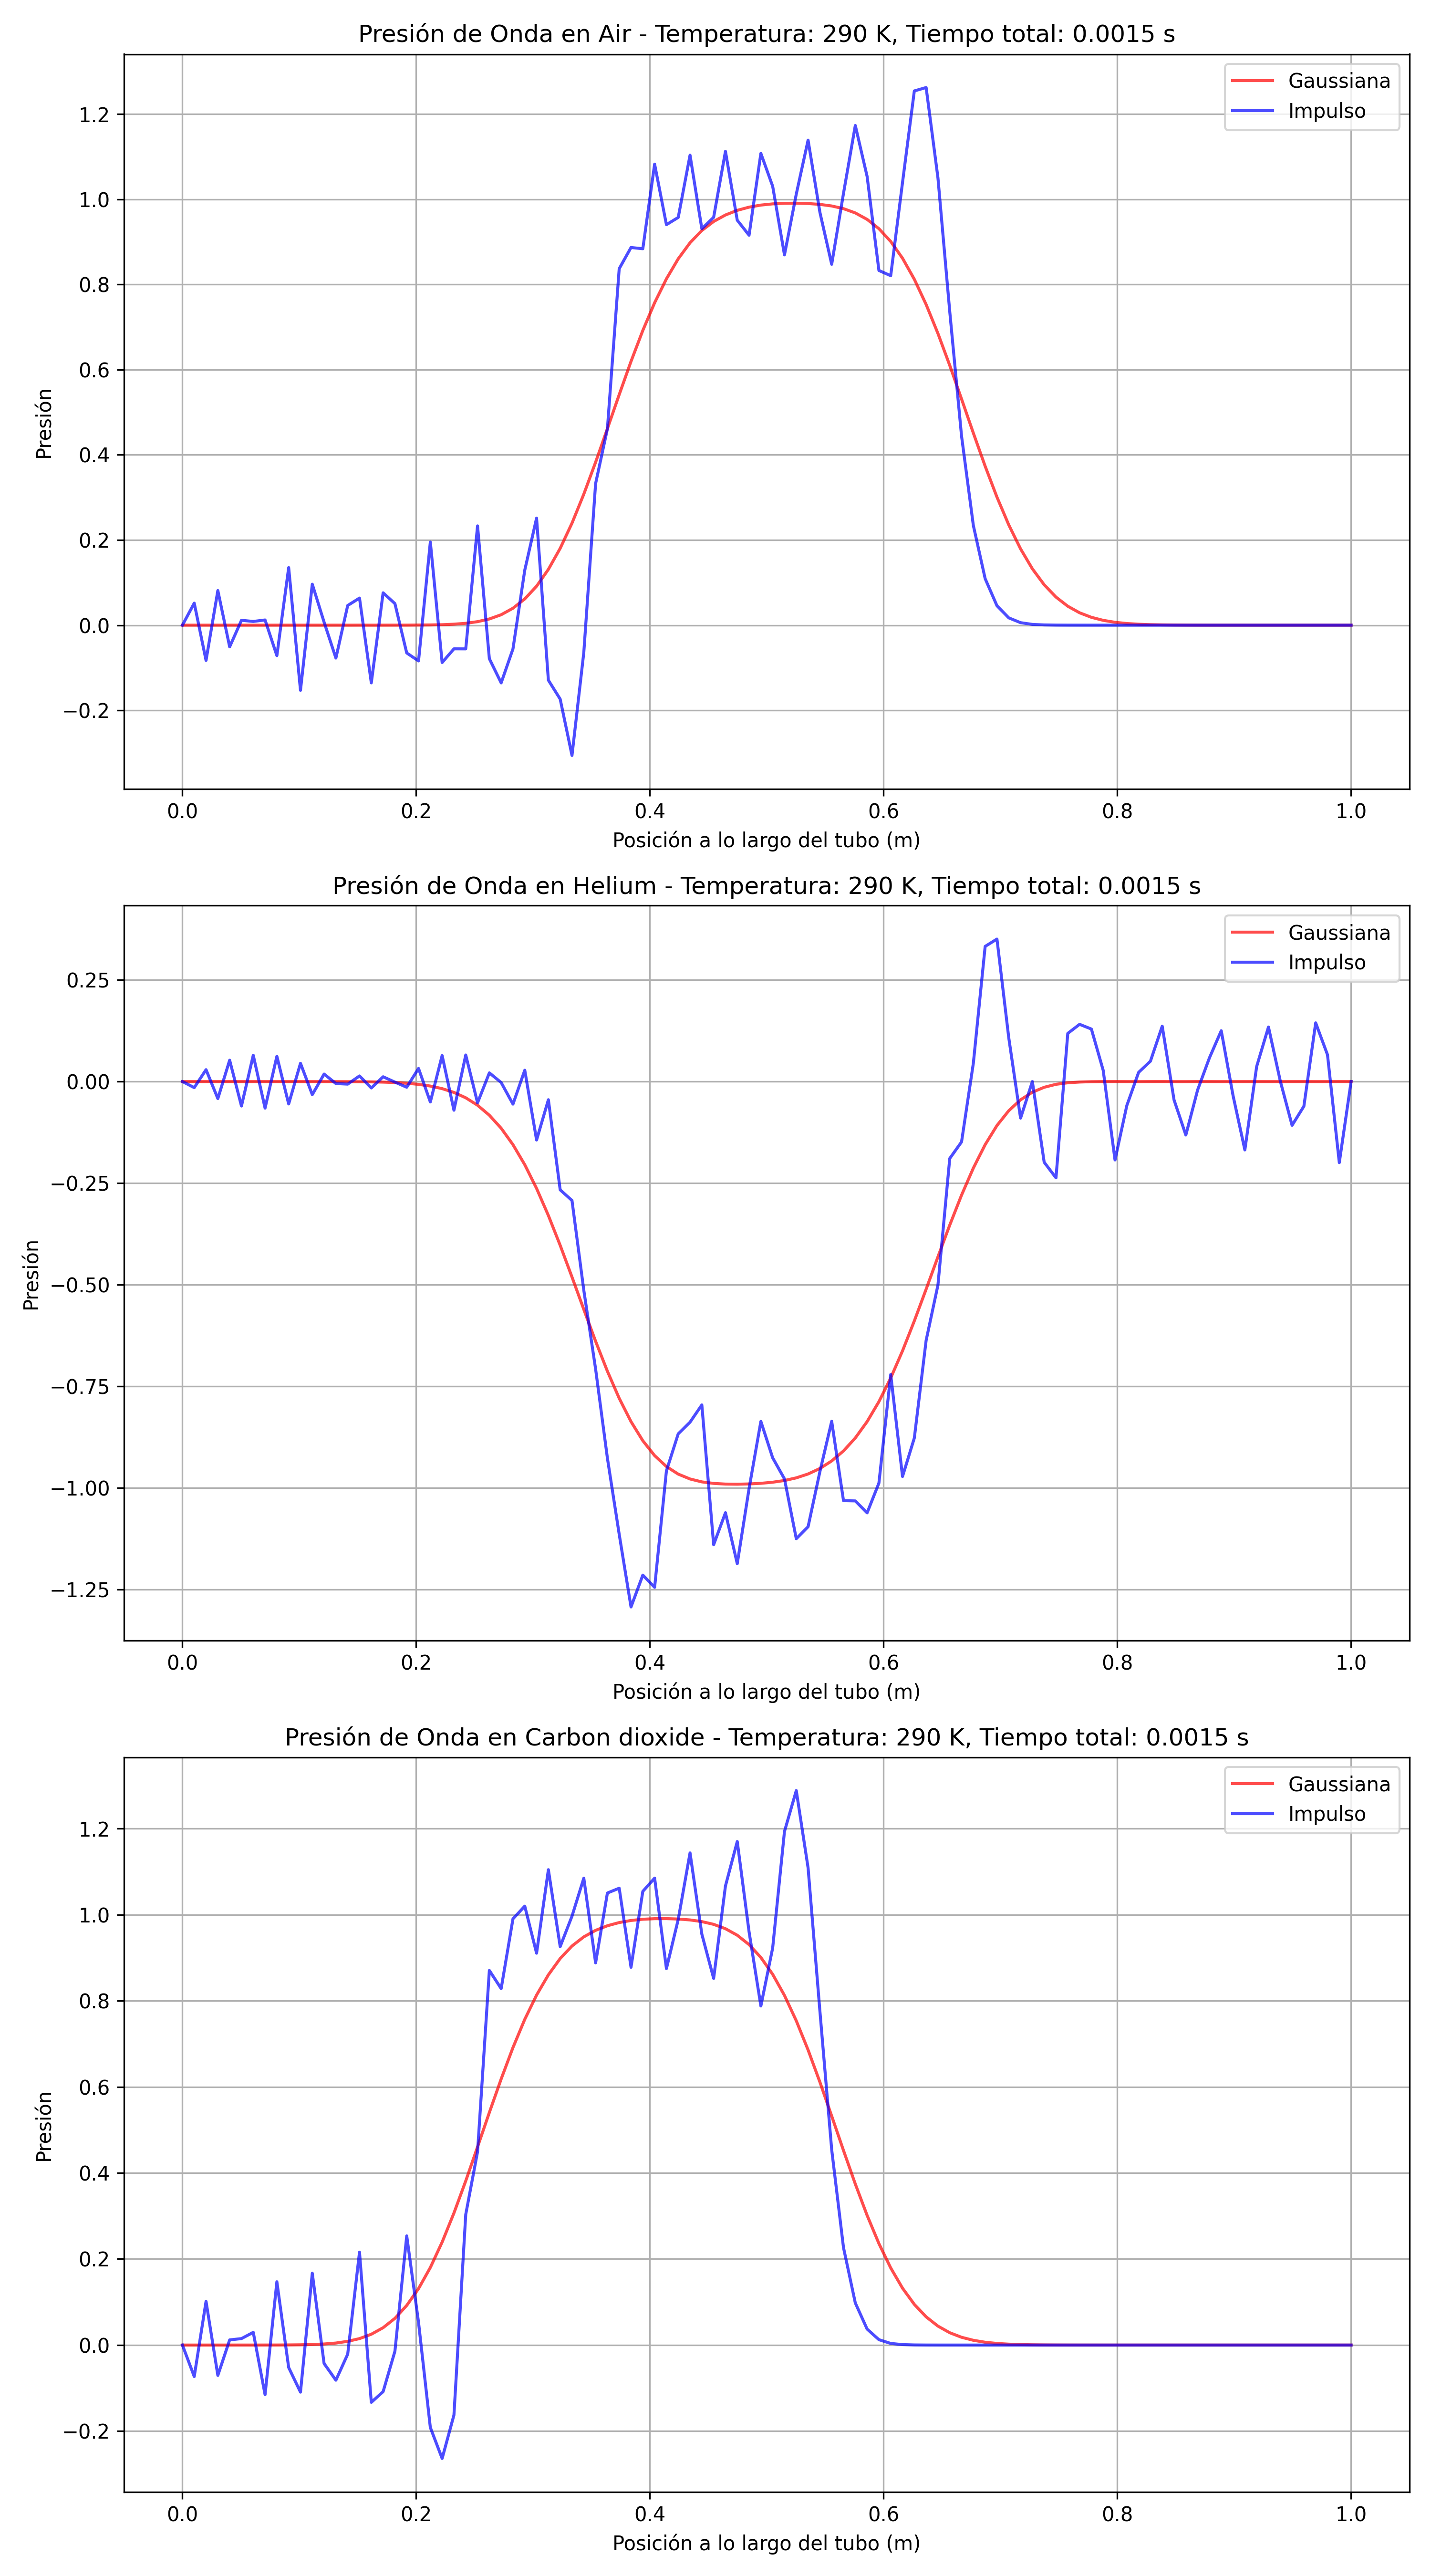 Presión de Onda en Air - Temperatura: 290 K, Tiempo total: 0.0015 s
Gaussiana
Impulso
1.2
1.0
0.8
0.6
0.4
0.2
0.0
−0.2
Presión
0.0 0.2 0.4 0.6 0.8 1.0
Posición a lo largo del tubo (m)
Presión de Onda en Helium - Temperatura: 290 K, Tiempo total: 0.0015 s
Gaussiana
Impulso
0.25
0.00
−0.25
−0.50
−0.75
−1.00
−1.25
Presión
0.0 0.2 0.4 0.6 0.8 1.0
Posición a lo largo del tubo (m)
Presión de Onda en Carbon dioxide - Temperatura: 290 K, Tiempo total: 0.0015 s
Gaussiana
Impulso
1.2
1.0
0.8
0.6
0.4
0.2
0.0
−0.2
Presión
0.0 0.2 0.4 0.6 0.8 1.0
Posición a lo largo del tubo (m)